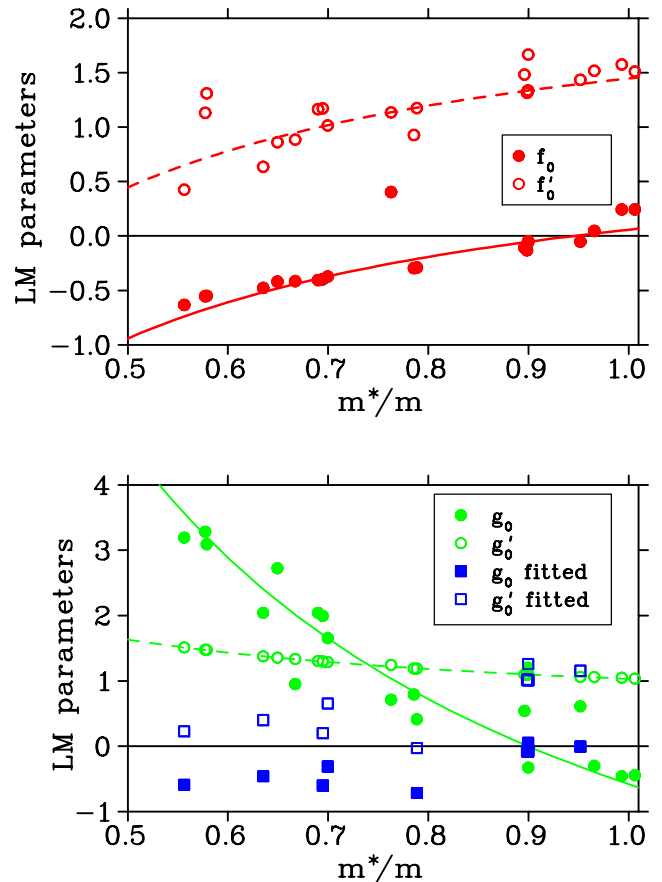 2.0
1.5
1.0
0.5
0.0
−0.5
−1.0
LM parameters
f₀
f₀′
0.5 0.6 0.7 0.8 0.9 1.0
m*/m
4
3
2
1
0
−1
LM parameters
g₀
g₀′
g₀ fitted
g₀′ fitted
0.5 0.6 0.7 0.8 0.9 1.0
m*/m